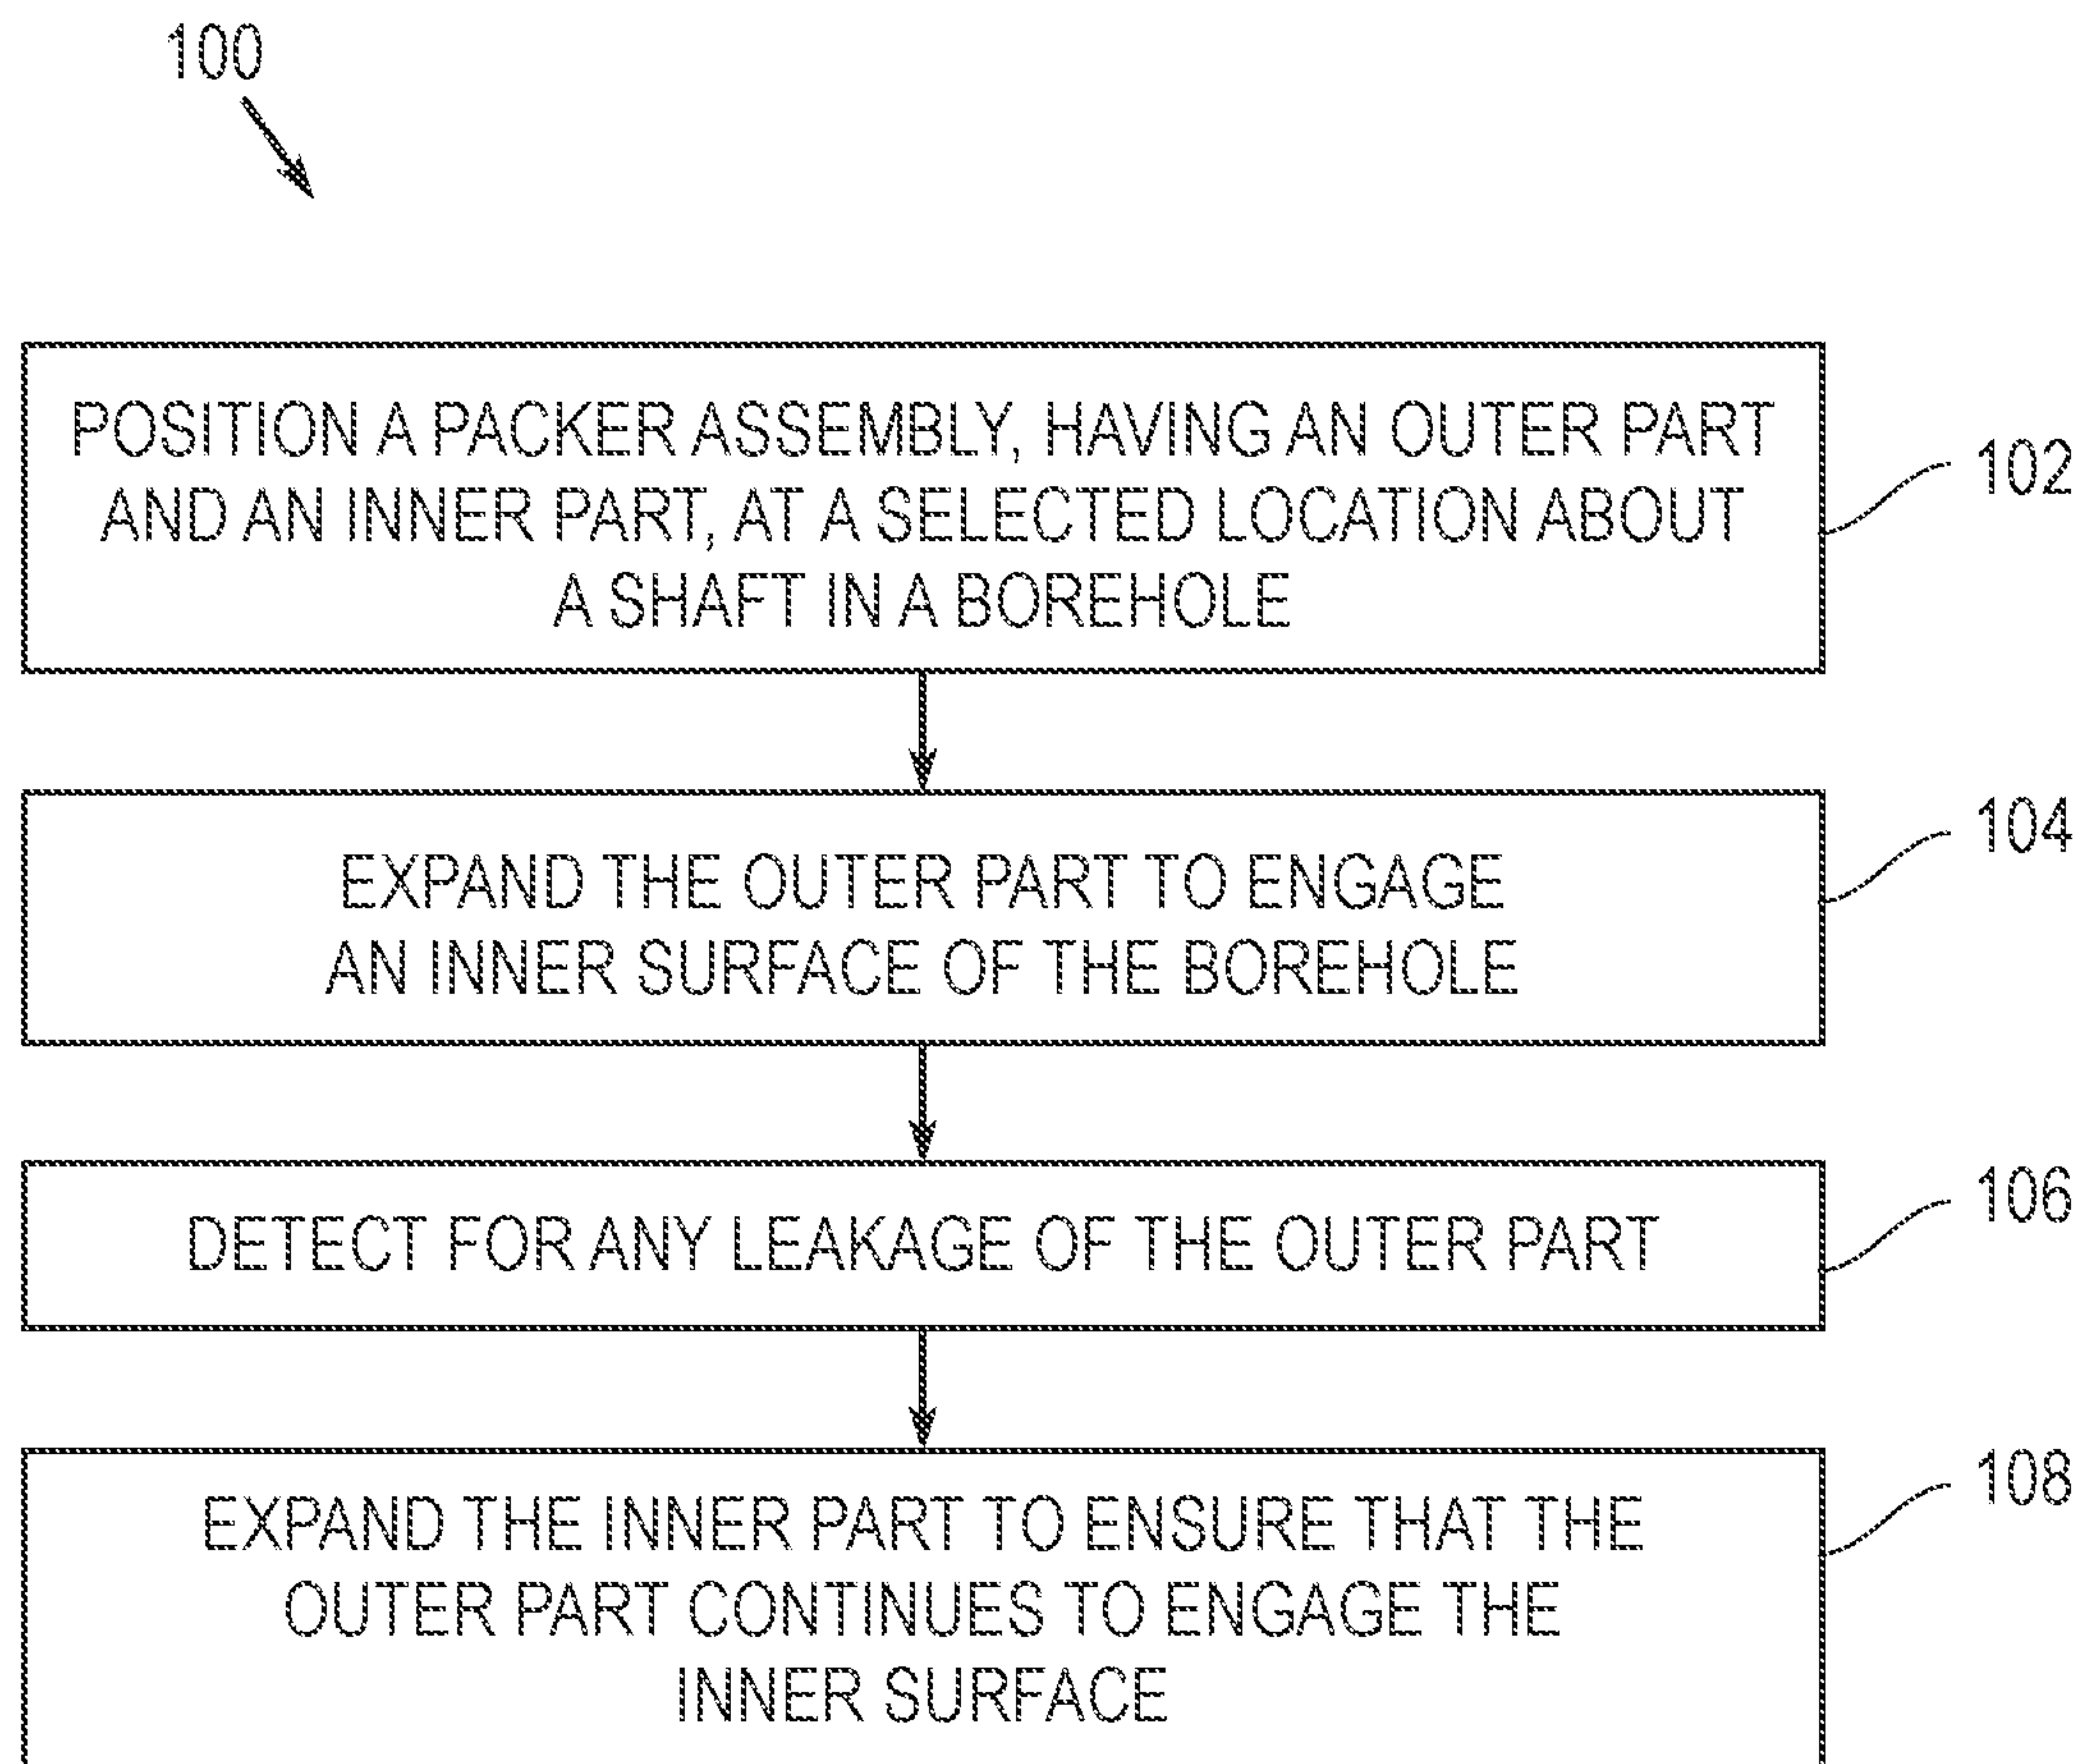 100
POSITION A PACKER ASSEMBLY, HAVING AN OUTER PART
AND AN INNER PART, AT A SELECTED LOCATION ABOUT
A SHAFT IN A BOREHOLE
102
EXPAND THE OUTER PART TO ENGAGE
AN INNER SURFACE OF THE BOREHOLE
104
DETECT FOR ANY LEAKAGE OF THE OUTER PART
106
EXPAND THE INNER PART TO ENSURE THAT THE
OUTER PART CONTINUES TO ENGAGE THE
INNER SURFACE
108